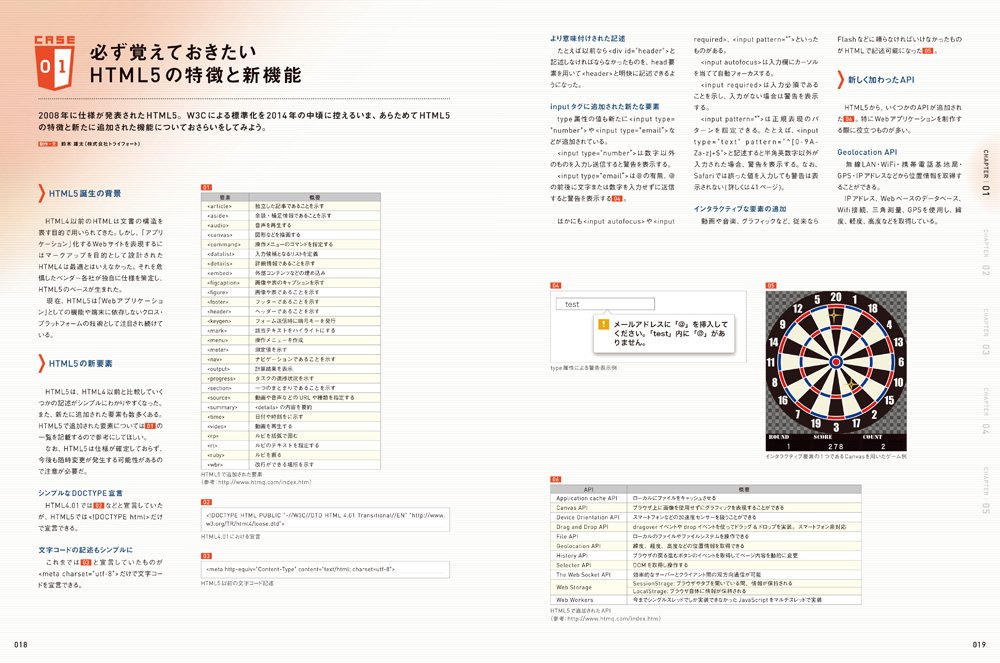 CASE
01
必ず覚えておきたい
HTML5の特徴と新機能
2008年に仕様が発表されたHTML5。W3Cによる標準化を2014年の中頃に控えるいま、あらためてHTML5
の特徴と新たに追加された機能についておさらいをしてみよう。
鈴木 雄太(株式会社トライフォート)
HTML5誕生の背景
HTML4以前のHTMLは文書の構造を
表す目的で用いられてきた。しかし、「アプリ
ケーション」化するWebサイトを表現するに
はマークアップを目的として設計された
HTML4は最適とはいえなかった。それを危
惧したベンダー各社が独自に仕様を策定し、
HTML5のベースが生まれた。
現在、HTML5は「Webアプリケーショ
ン」としての機能や端末に依存しないクロス・
プラットフォームの技術として注目され続けて
いる。
HTML5の新要素
HTML5は、HTML4以前と比較していく
つかの記述がシンプルにわかりやすくなった。
また、新たに追加された要素も数多くある。
HTML5で追加された要素については01の
一覧を記載するので参考にしてほしい。
なお、HTML5は仕様が確定しておらず、
今後も随時変更が発生する可能性があるの
で注意が必要だ。
シンプルなDOCTYPE宣言
HTML4.01では02などと宣言していた
が、HTML5では<!DOCTYPE html>だけ
で宣言できる。
文字コードの記述もシンプルに
これまでは03と宣言していたものが
<meta charset="utf-8">だけで文字コー
ドを宣言できる。
01
要素 概要
<article> 独立した記事であることを示す
<aside> 余談・補足情報であることを示す
<audio> 音声を再生する
<canvas> 図形などを描画する
<command> 操作メニューのコマンドを指定する
<datalist> 入力候補となるリストを定義
<details> 詳細情報であることを示す
<embed> 外部コンテンツなどの埋め込み
<figcaption> 画像や表のキャプションを示す
<figure> 画像や表であることを示す
<footer> フッターであることを示す
<header> ヘッダーであることを示す
<keygen> フォーム送信時に暗号キーを発行
<mark> 該当テキストをハイライトにする
<menu> 操作メニューを作成
<meter> 測定値を示す
<nav> ナビゲーションであることを示す
<output> 計算結果を表示
<progress> タスクの進捗状況を示す
<section> 一つのまとまりであることを示す
<source> 動画や音声などのURLや種類を指定する
<summary> <details>の内容を要約
<time> 日付や時刻を示す
<video> 動画を再生する
<rp> ルビを括弧で囲む
<rt> ルビのテキストを指定する
<ruby> ルビを振る
<wbr> 改行ができる場所を示す
HTML5で追加された要素
(参考:http://www.htmq.com/index.htm)
02
<!DOCTYPE HTML PUBLIC "-//W3C//DTD HTML 4.01 Transitional//EN" "http://www.
w3.org/TR/html4/loose.dtd">
HTML4.01における宣言
03
<meta http-equiv="Content-Type" content="text/html; charset=utf-8">
HTML5以前の文字コード記述
018
より意味付けされた記述
たとえば以前なら<div id="header">と
記述しなければならなかったものを、head要
素を用いて<header>と明快に記述できるよ
うになった。
inputタグに追加された新たな要素
type属性の値も新たに<input type=
"number">や<input type="email">な
どが追加されている。
<input type="number">は数字以外
のものを入力し送信すると警告を表示する。
<input type="email">は@の有無、@
の前後に文字または数字を入力せずに送信
すると警告を表示する04。
ほかにも<input autofocus>や<input
required>、<input pattern="">といった
ものがある。
<input autofocus>は入力欄にカーソル
を当てて自動フォーカスする。
<input required>は入力必須である
ことを示し、入力がない場合は警告を表示
する。
<input pattern="">は正規表現のパ
ターンを指定できる。たとえば、<input
type="text" pattern="^[0-9A-
Za-z]+$">と記述すると半角英数字以外が
入力された場合、警告を表示する。なお、
Safariでは誤った値を入力しても警告は表
示されない(詳しくは41ページ)。
インタラクティブな要素の追加
動画や音楽、グラフィックなど、従来なら
Flashなどに頼らなければいけなかったもの
がHTMLで記述可能になった05。
新しく加わったAPI
HTML5から、いくつかのAPIが追加され
た06。特にWebアプリケーションを制作す
る際に役立つものが多い。
Geolocation API
無線LAN・WiFi・携帯電話基地局・
GPS・IPアドレスなどから位置情報を取得す
ることができる。
IPアドレス、Webベースのデータベース、
Wifi接続、三角測量、GPSを使用し、緯
度、軽度、高度などを取得している。
04
test
メールアドレスに「@」を挿入して
ください。「test」内に「@」があ
りません。
type属性による警告表示例
05
20
1
18
4
13
6
10
15
2
17
3
19
7
16
8
11
14
9
12
5
ROUND SCORE COUNT
1 278 2
インタラクティブ要素の1つであるCanvasを用いたゲーム例
06
API 概要
Application cache API ローカルにファイルをキャッシュさせる
Canvas API ブラウザ上に画像を使用せずグラフィックを表現することができる
Device Orientation API スマートフォンなどの加速度センサーを扱うことができる
Drag and Drop API dragoverイベントやdropイベントを使ってドラッグ&ドロップを実装。スマートフォン非対応
File API ローカルのファイルやファイルシステムを操作できる
Geolocation API 緯度、軽度、高度などの位置情報を取得できる
History API ブラウザの戻る進むボタンのイベントを取得してページ内容を動的に変更
Selector API DOMを取得し操作する
The Web Socket API 効率的なサーバーとクライアント間の双方向通信が可能
Web Storage SessionStrage: ブラウザやタブを開いている間、情報が保持される
LocalStrage: ブラウザ自体に情報が保持される
Web Workers 今までシングルスレッドでしか実装できなかったJavaScriptをマルチスレッドで実装
HTML5で追加されたAPI
(参考:http://www.htmq.com/index.htm)
CHAPTER 01
CHAPTER 02
CHAPTER 03
CHAPTER 04
CHAPTER 05
019